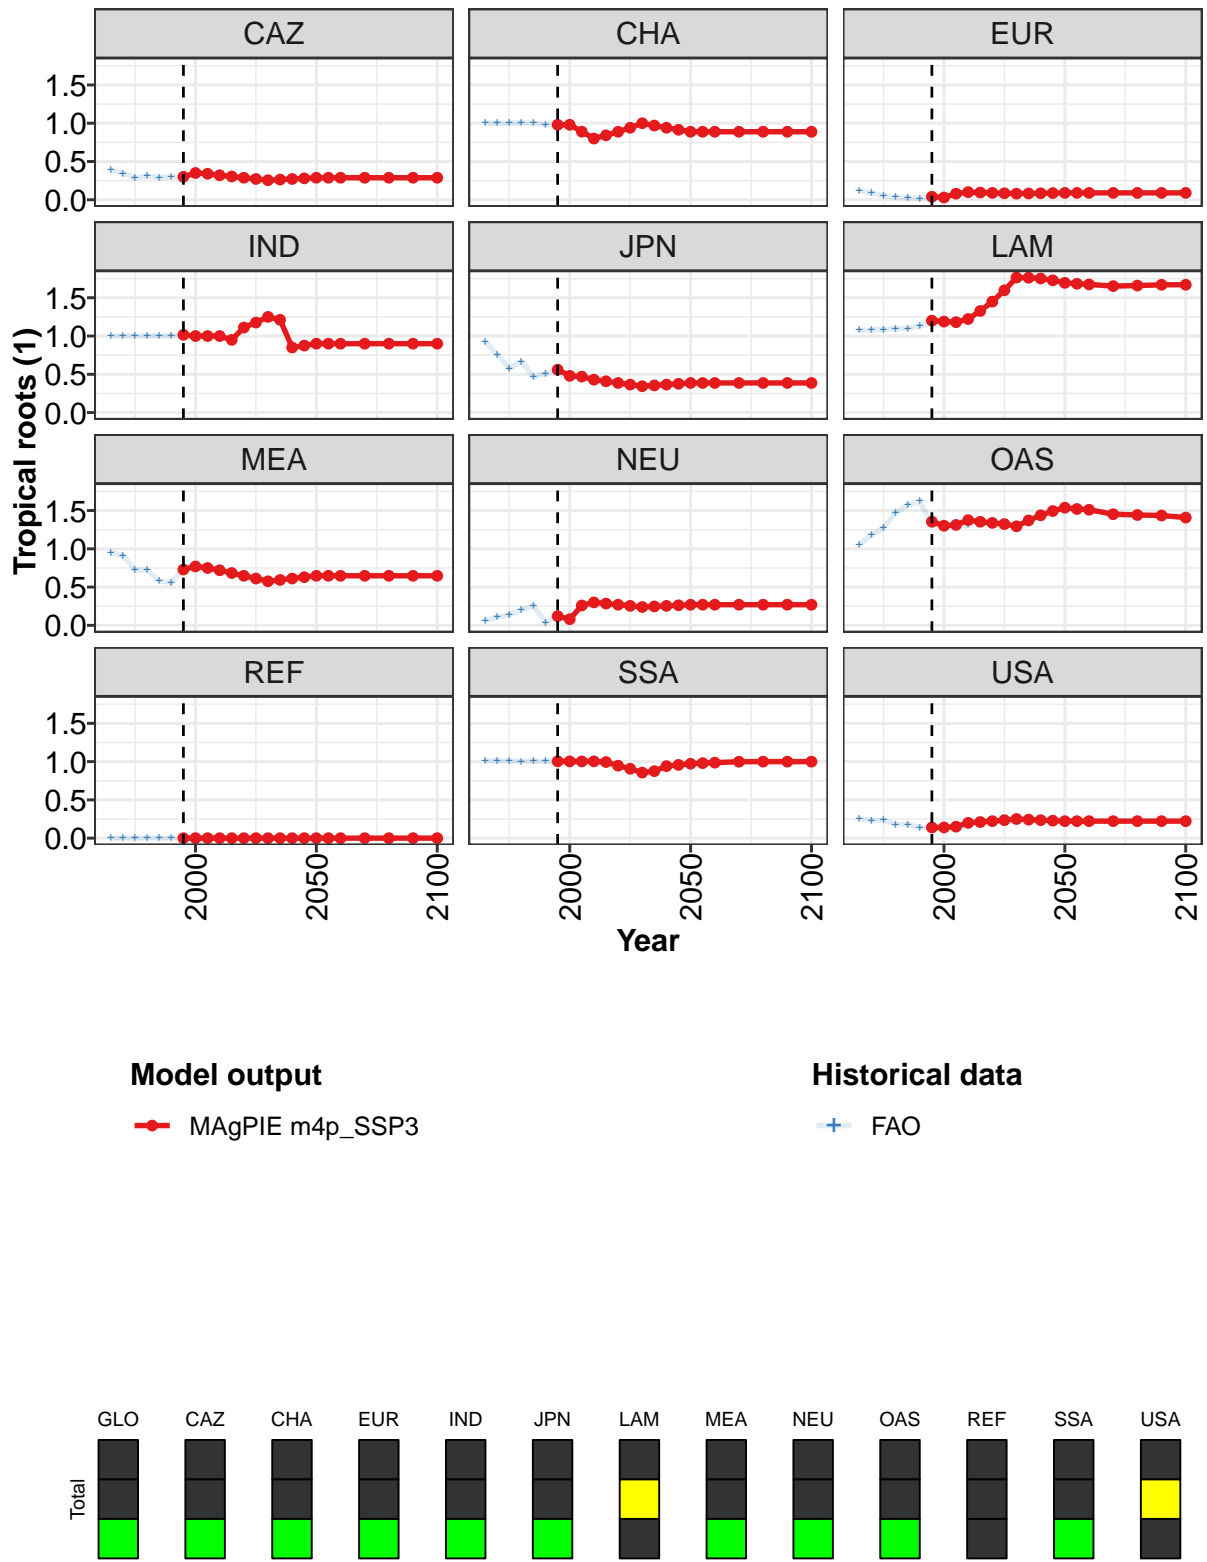 CAZ CHA EUR
1.5
1.0
0.5
0.0
IND JPN LAM
1.5
1.0
0.5
0.0
MEA NEU OAS
1.5
1.0
0.5
0.0
REF SSA USA
1.5
1.0
0.5
0.0
Tropical roots (1)
2000 2050 2100 2000 2050 2100 2000 2050 2100
Year
Model output Historical data
MAgPIE m4p_SSP3 FAO
GLO CAZ CHA EUR IND JPN LAM MEA NEU OAS REF SSA USA
Total